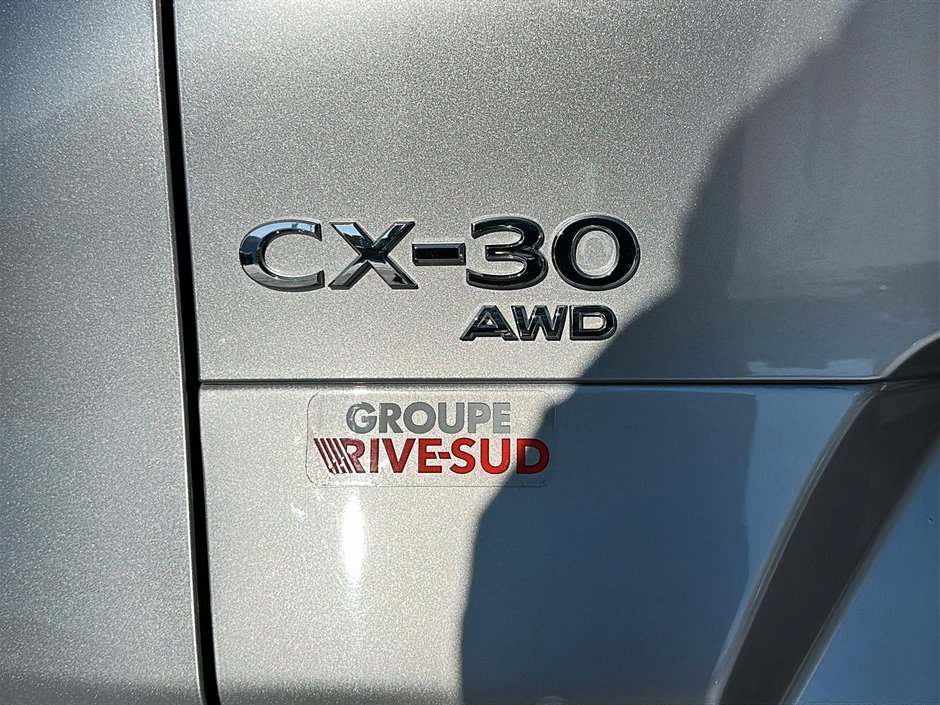 CX-30
AWD
GROUPE
RIVE-SUD